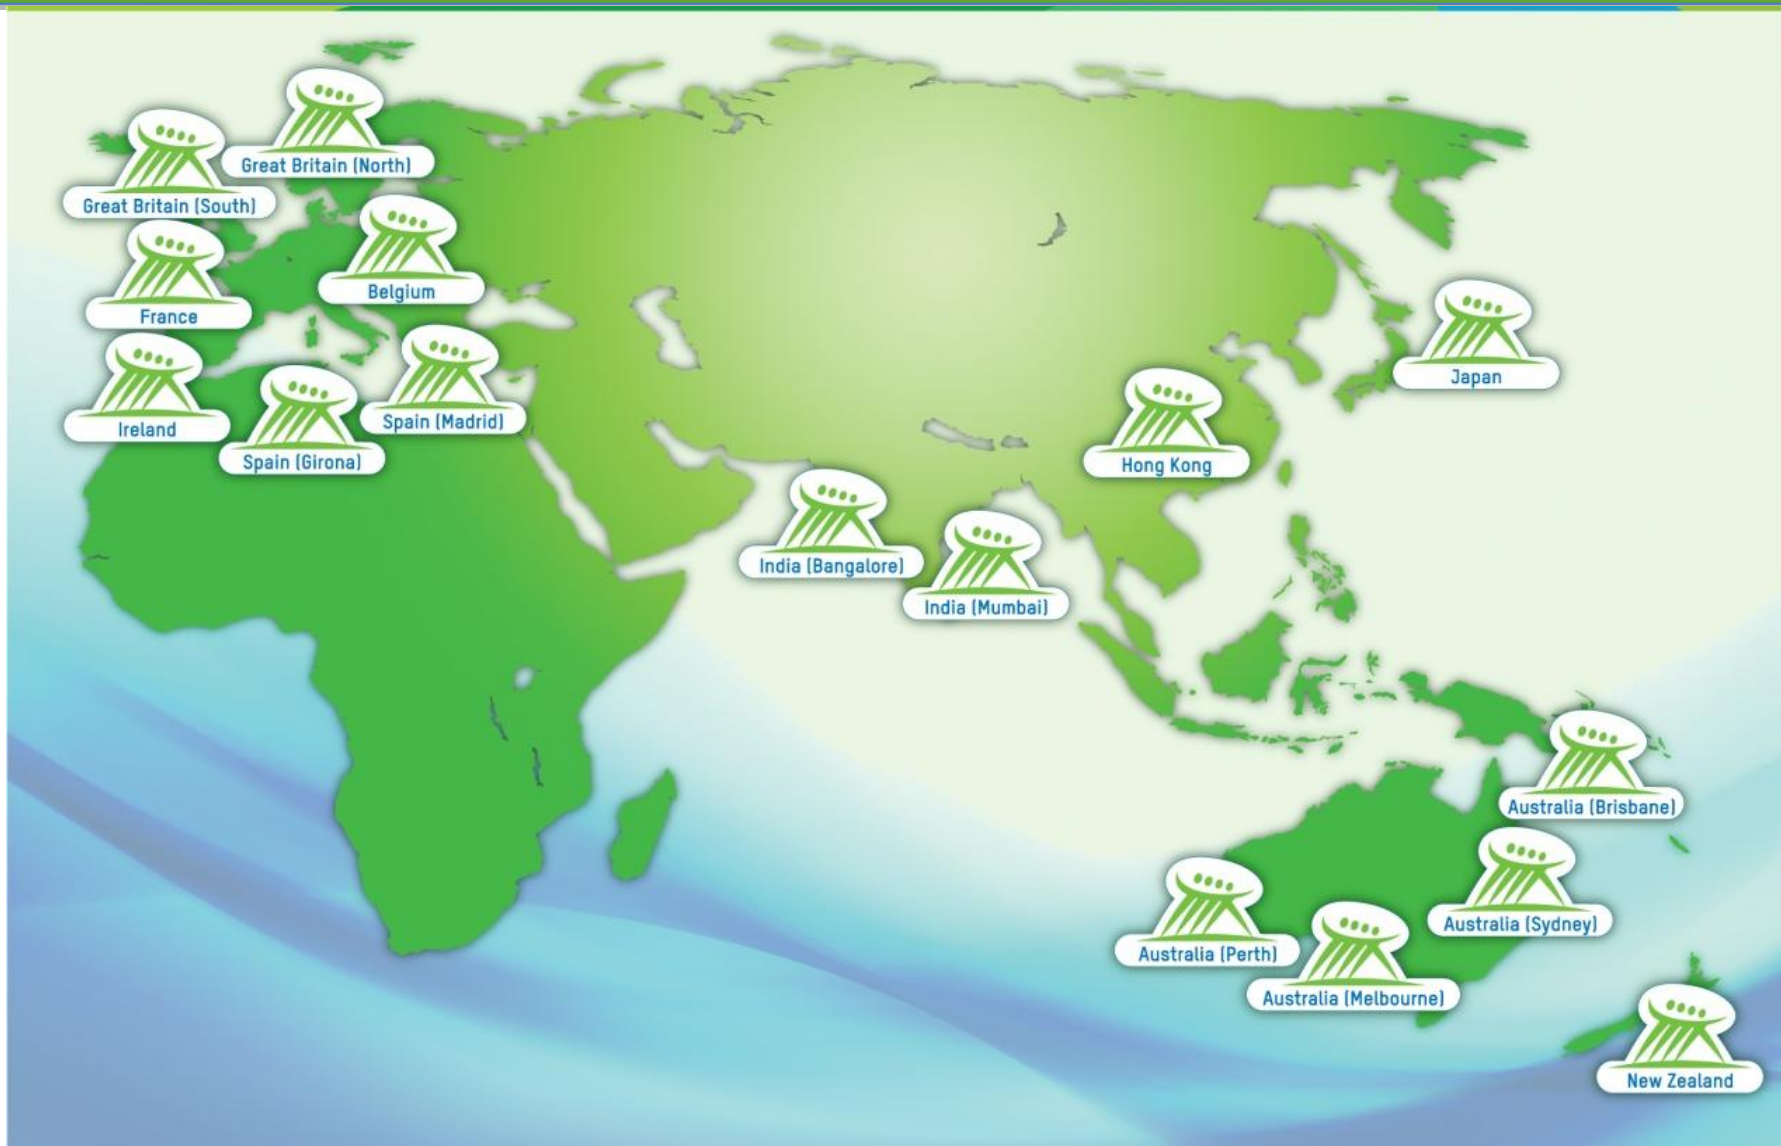 Great Britain (North)
Great Britain (South)
Belgium
France
Japan
Spain (Madrid)
Ireland
Spain (Girona)
Hong Kong
India (Bangalore)
India (Mumbai)
Australia (Brisbane)
Australia (Sydney)
Australia (Perth)
Australia (Melbourne)
New Zealand